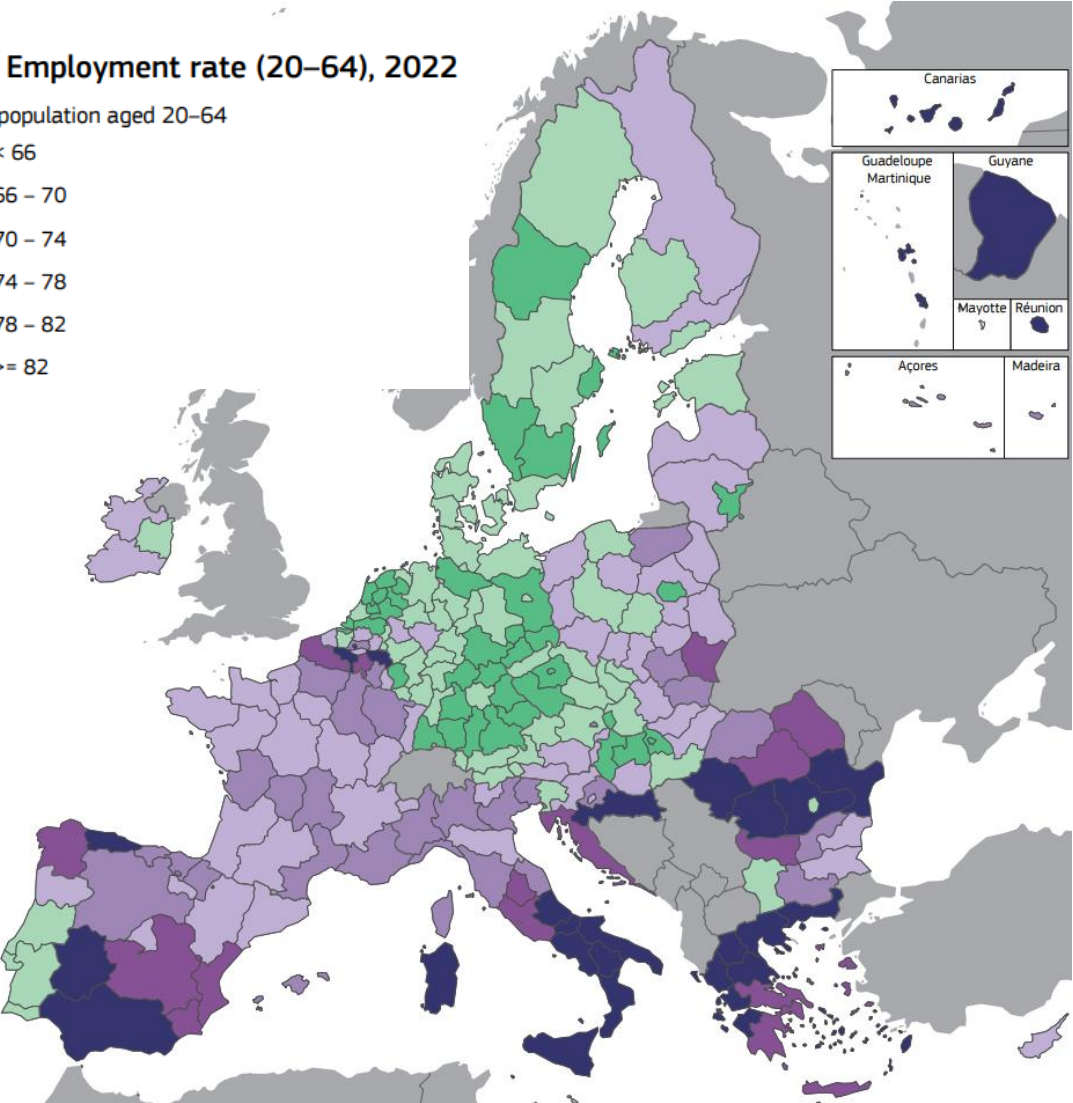 Employment rate (20–64), 2022
population aged 20–64
< 66
66 – 70
70 – 74
74 – 78
78 – 82
>= 82
Canarias
Guadeloupe
Martinique
Guyane
Mayotte
Réunion
Açores
Madeira